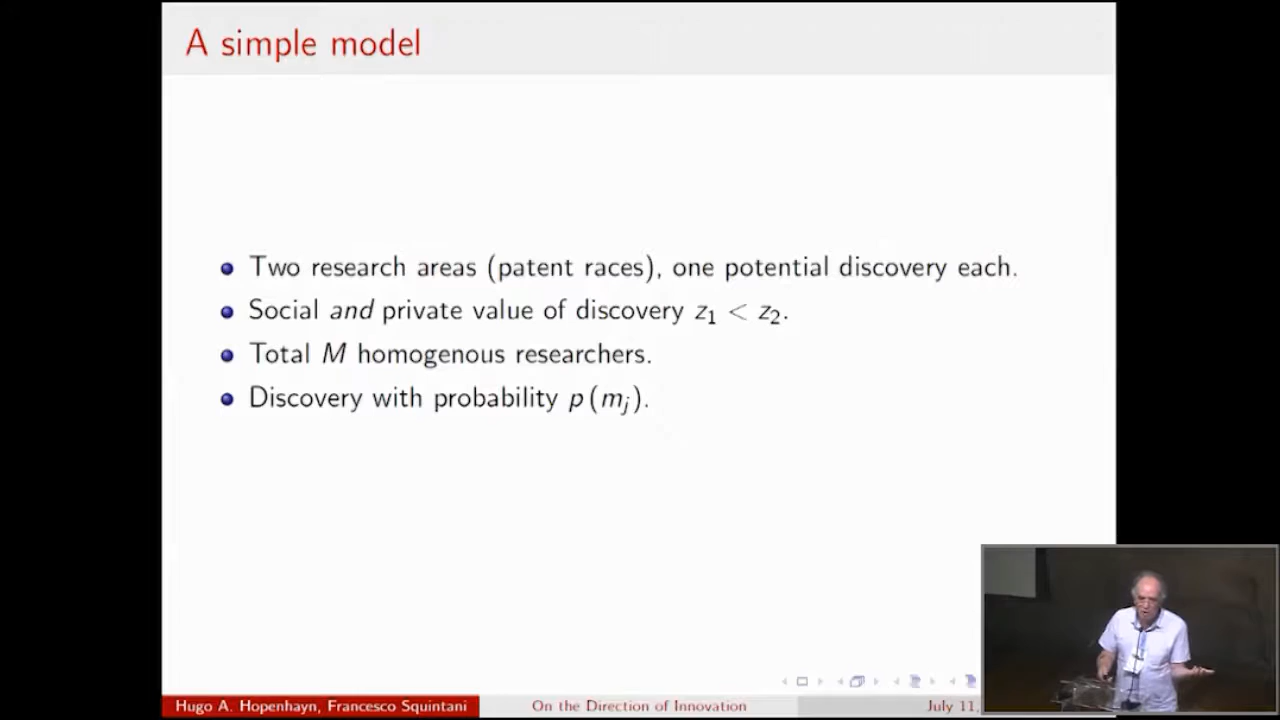 A simple model
Two research areas (patent races), one potential discovery each.
Social and private value of discovery z₁ < z₂.
Total M homogenous researchers.
Discovery with probability p(mⱼ).
Hugo A. Hopenhayn, Francesco Squintani
On the Direction of Innovation
July 11,